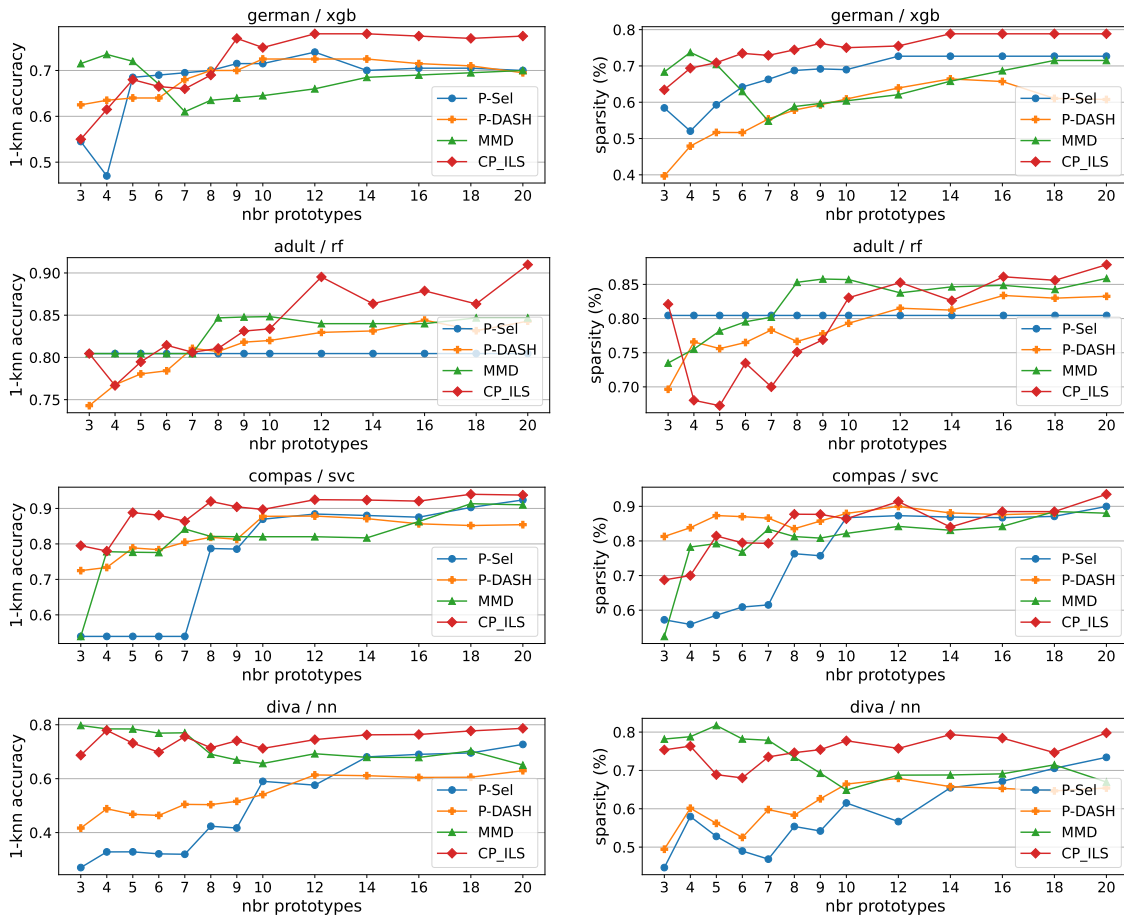 german / xgb
1-knn accuracy
0.7
0.6
0.5
P-Sel
P-DASH
MMD
CP_ILS
3 4 5 6 7 8 9 10 12 14 16 18 20
nbr prototypes
german / xgb
sparsity (%)
0.8
0.7
0.6
0.5
0.4
P-Sel
P-DASH
MMD
CP_ILS
3 4 5 6 7 8 9 10 12 14 16 18 20
nbr prototypes
adult / rf
1-knn accuracy
0.90
0.85
0.80
0.75
P-Sel
P-DASH
MMD
CP_ILS
3 4 5 6 7 8 9 10 12 14 16 18 20
nbr prototypes
adult / rf
sparsity (%)
0.85
0.80
0.75
0.70
P-Sel
P-DASH
MMD
CP_ILS
3 4 5 6 7 8 9 10 12 14 16 18 20
nbr prototypes
compas / svc
1-knn accuracy
0.9
0.8
0.7
0.6
P-Sel
P-DASH
MMD
CP_ILS
3 4 5 6 7 8 9 10 12 14 16 18 20
nbr prototypes
compas / svc
sparsity (%)
0.9
0.8
0.7
0.6
P-Sel
P-DASH
MMD
CP_ILS
3 4 5 6 7 8 9 10 12 14 16 18 20
nbr prototypes
diva / nn
1-knn accuracy
0.8
0.6
0.4
P-Sel
P-DASH
MMD
CP_ILS
3 4 5 6 7 8 9 10 12 14 16 18 20
nbr prototypes
diva / nn
sparsity (%)
0.8
0.7
0.6
0.5
P-Sel
P-DASH
MMD
CP_ILS
3 4 5 6 7 8 9 10 12 14 16 18 20
nbr prototypes